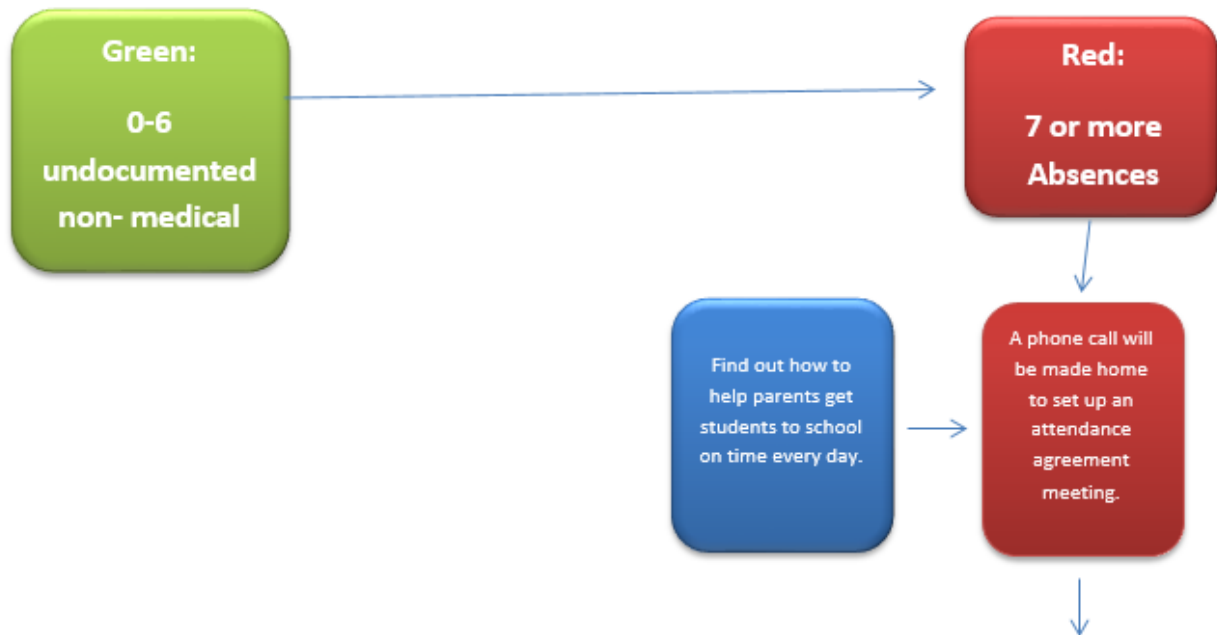 Green:
0-6
undocumented
non- medical
Red:
7 or more
Absences
Find out how to
help parents get
students to school
on time every day.
A phone call will
be made home
to set up an
attendance
agreement
meeting.